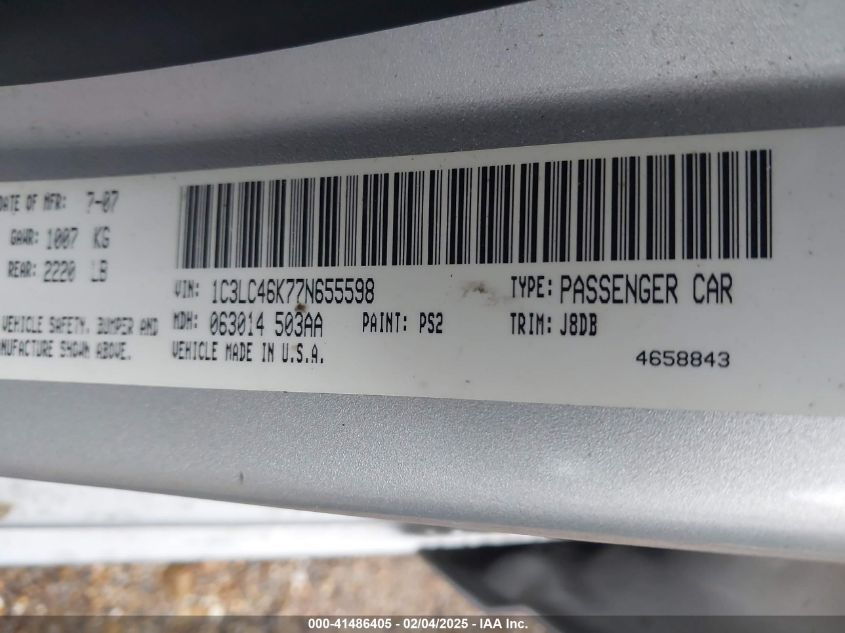 DATE OF MFR: 7-07
GAWR: 1007 KG
REAR: 2220 LB
VIN: 1C3LC46K77N655598
TYPE: PASSENGER CAR
MDH: 063014 503AA
PAINT: PS2
TRIM: J8DB
VEHICLE SAFETY, BUMPER AND
VEHICLE MADE IN U.S.A.
NUFACTURE SHOWN ABOVE.
4658843
000-41486405 - 02/04/2025 - IAA Inc.